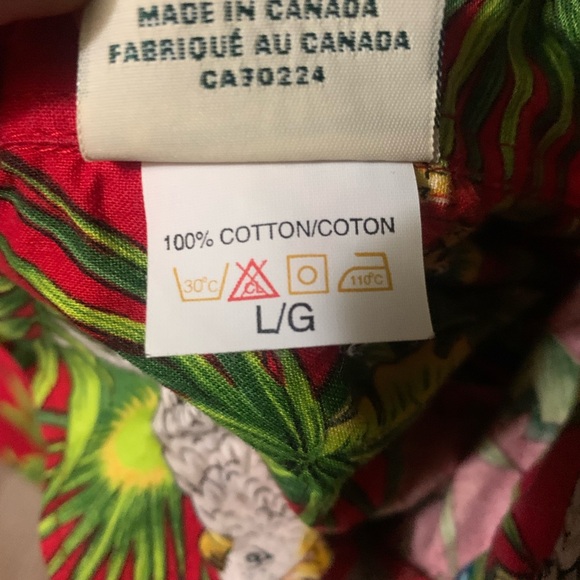 MADE IN CANADA
FABRIQUÉ AU CANADA
CA30224
100% COTTON/COTON
30°C CL 110°C
L/G